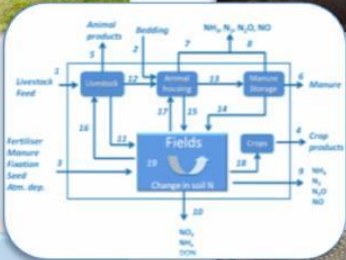 Animal
products
Bedding
NH₃, N₂, N₂O, NO
5
2
7
8
Livestock
Feed
1
Livestock
12
Animal
housing
13
Manure
Storage
6
Manure
17
15
14
16
11
Fertiliser
Manure
Fixation
Seed
Atm. dep.
3
Fields
19
Change in soil N
18
Crops
4
Crop
products
9
NH₃
N₂
N₂O
NO
10
NO₃
NH₄
DON